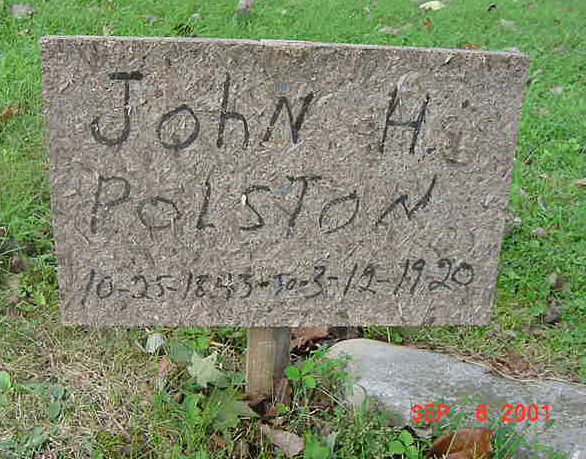 JohN H.
PolSTON
10-25-1843-To-3-12-1920
SEP 6 2001